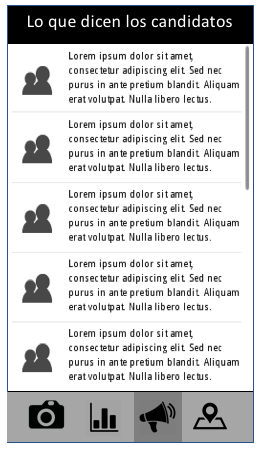 Lo que dicen los candidatos
Lorem ipsum dolor sit amet,
consectetur adipiscing elit. Sed nec
purus in ante pretium blandit. Aliquam
erat volutpat. Nulla libero lectus.
Lorem ipsum dolor sit amet,
consectetur adipiscing elit. Sed nec
purus in ante pretium blandit. Aliquam
erat volutpat. Nulla libero lectus.
Lorem ipsum dolor sit amet,
consectetur adipiscing elit. Sed nec
purus in ante pretium blandit. Aliquam
erat volutpat. Nulla libero lectus.
Lorem ipsum dolor sit amet,
consectetur adipiscing elit. Sed nec
purus in ante pretium blandit. Aliquam
erat volutpat. Nulla libero lectus.
Lorem ipsum dolor sit amet,
consectetur adipiscing elit. Sed nec
purus in ante pretium blandit. Aliquam
erat volutpat. Nulla libero lectus.